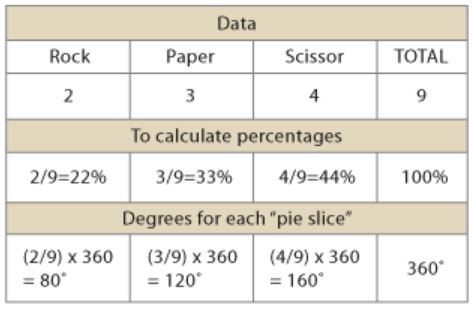 Data
Rock Paper Scissor TOTAL
2 3 4 9
To calculate percentages
2/9=22% 3/9=33% 4/9=44% 100%
Degrees for each “pie slice”
(2/9) x 360 (3/9) x 360 (4/9) x 360 360˚
= 80˚ = 120˚ = 160˚